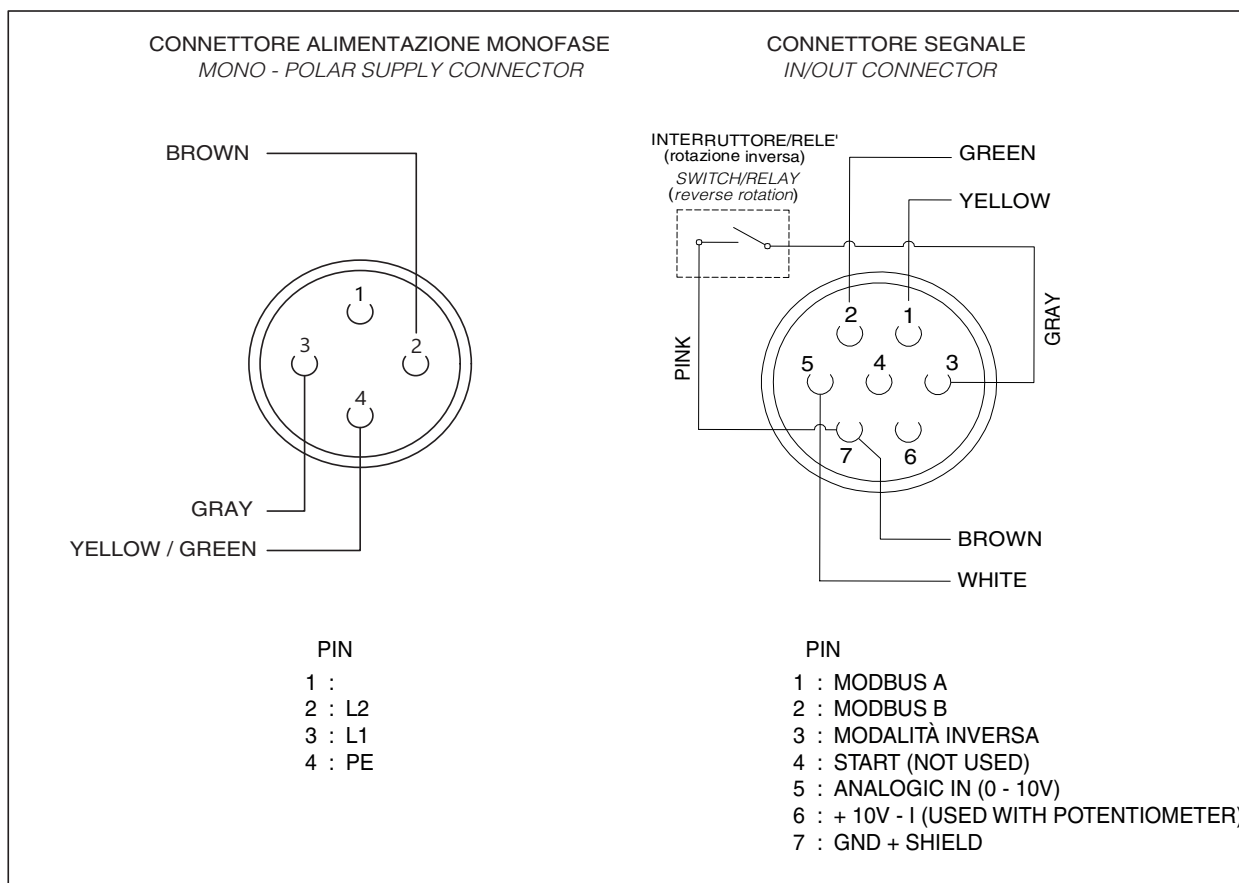 CONNETTORE ALIMENTAZIONE MONOFASE
MONO - POLAR SUPPLY CONNECTOR
BROWN
1
3
2
4
GRAY
YELLOW / GREEN
PIN
1 :
2 : L2
3 : L1
4 : PE
CONNETTORE SEGNALE
IN/OUT CONNECTOR
INTERRUTTORE/RELE'
(rotazione inversa)
SWITCH/RELAY
(reverse rotation)
GREEN
YELLOW
PINK
GRAY
2
1
5
4
3
7
6
BROWN
WHITE
PIN
1 : MODBUS A
2 : MODBUS B
3 : MODALITÀ INVERSA
4 : START (NOT USED)
5 : ANALOGIC IN (0 - 10V)
6 : + 10V - I (USED WITH POTENTIOMETER)
7 : GND + SHIELD